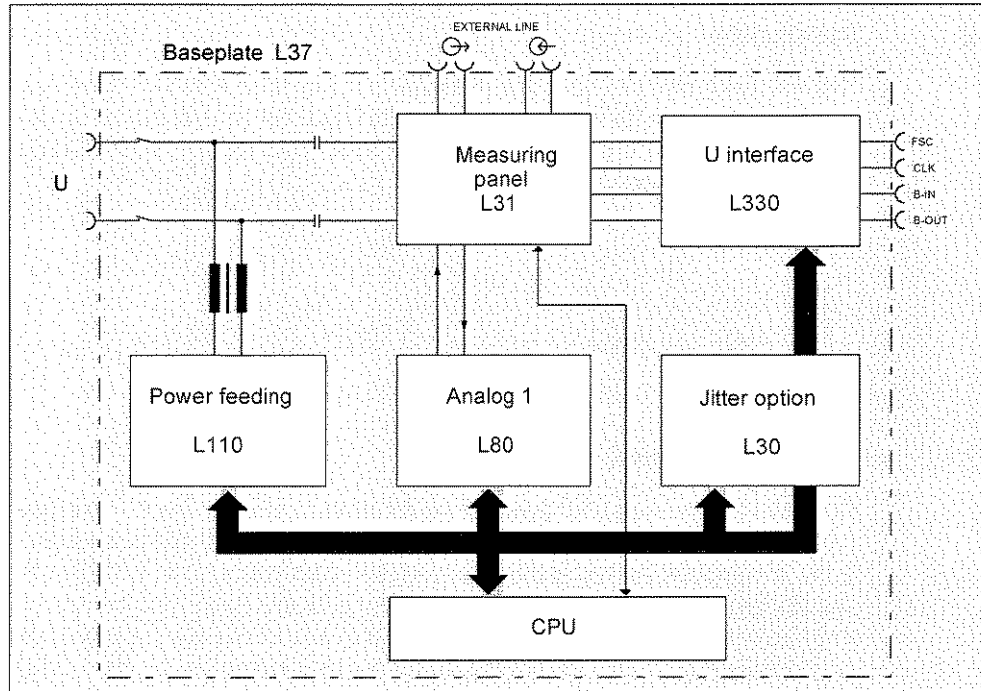 EXTERNAL LINE
Baseplate L37
U
Measuring
panel
L31
U interface
L330
FSC
CLK
B-IN
B-OUT
Power feeding
L110
Analog 1
L80
Jitter option
L30
CPU